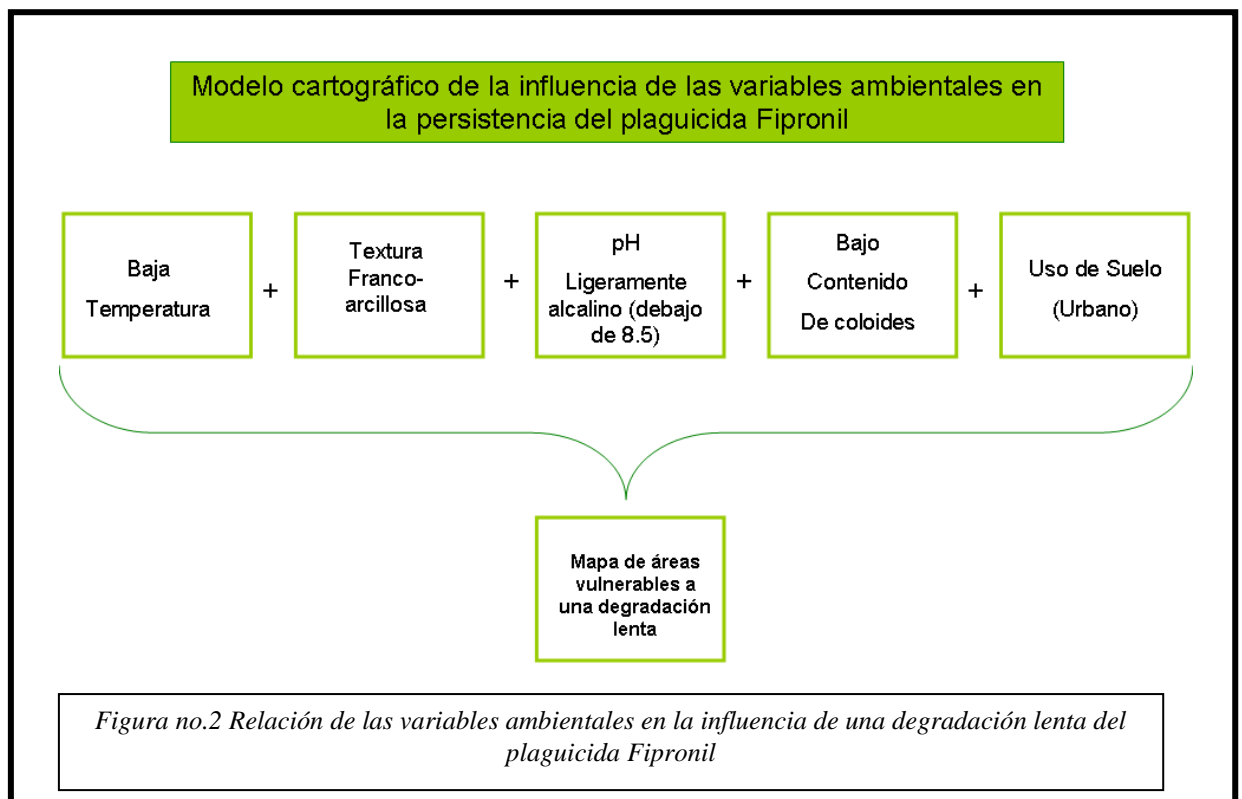 Modelo cartográfico de la influencia de las variables ambientales en
la persistencia del plaguicida Fipronil
Baja
Temperatura
+
Textura
Franco-
arcillosa
+
pH
Ligeramente
alcalino (debajo
de 8.5)
+
Bajo
Contenido
De coloides
+
Uso de Suelo
(Urbano)
Mapa de áreas
vulnerables a
una degradación
lenta
Figura no.2 Relación de las variables ambientales en la influencia de una degradación lenta del
plaguicida Fipronil